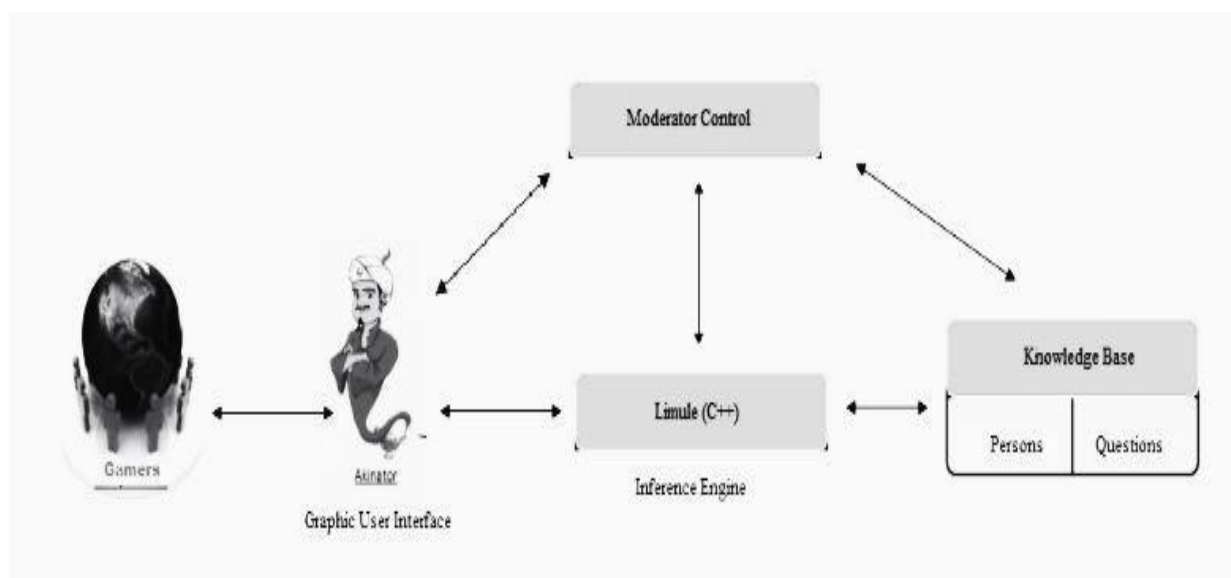 Moderator Control
Knowledge Base
Persons
Questions
Limule (C++)
Inference Engine
Gamers
Akinator
Graphic User Interface